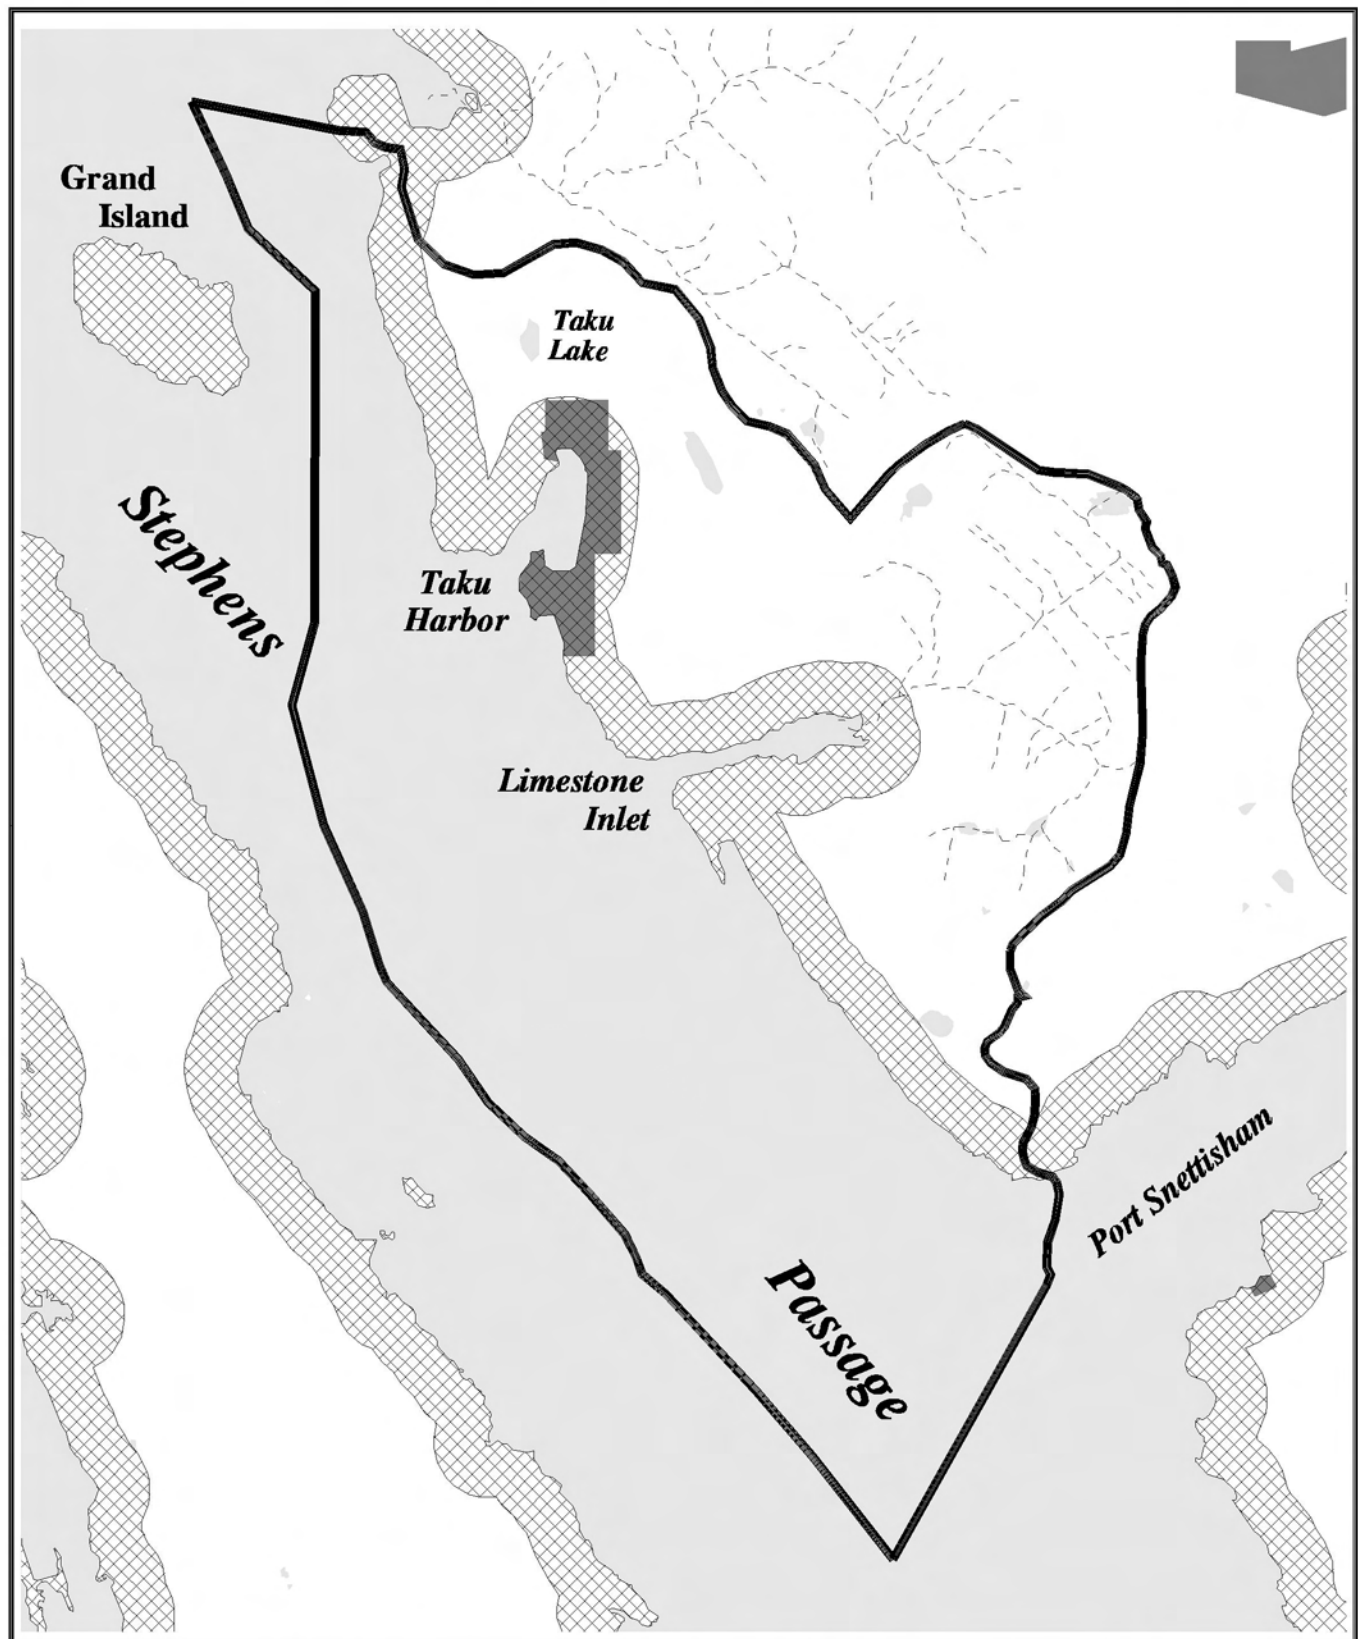 Grand
Island
Taku
Lake
Stephens
Taku
Harbor
Limestone
Inlet
Port Snettisham
Passage